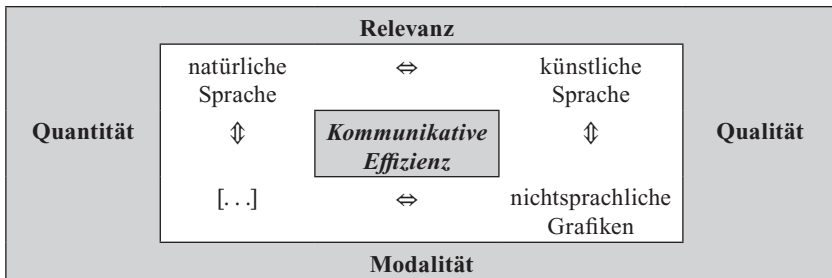 Relevanz
natürliche ⇔ künstliche
Sprache Sprache
Quantität ⇕ Kommunikative ⇕ Qualität
Effizienz
[. . .] ⇔ nichtsprachliche
Grafiken
Modalität